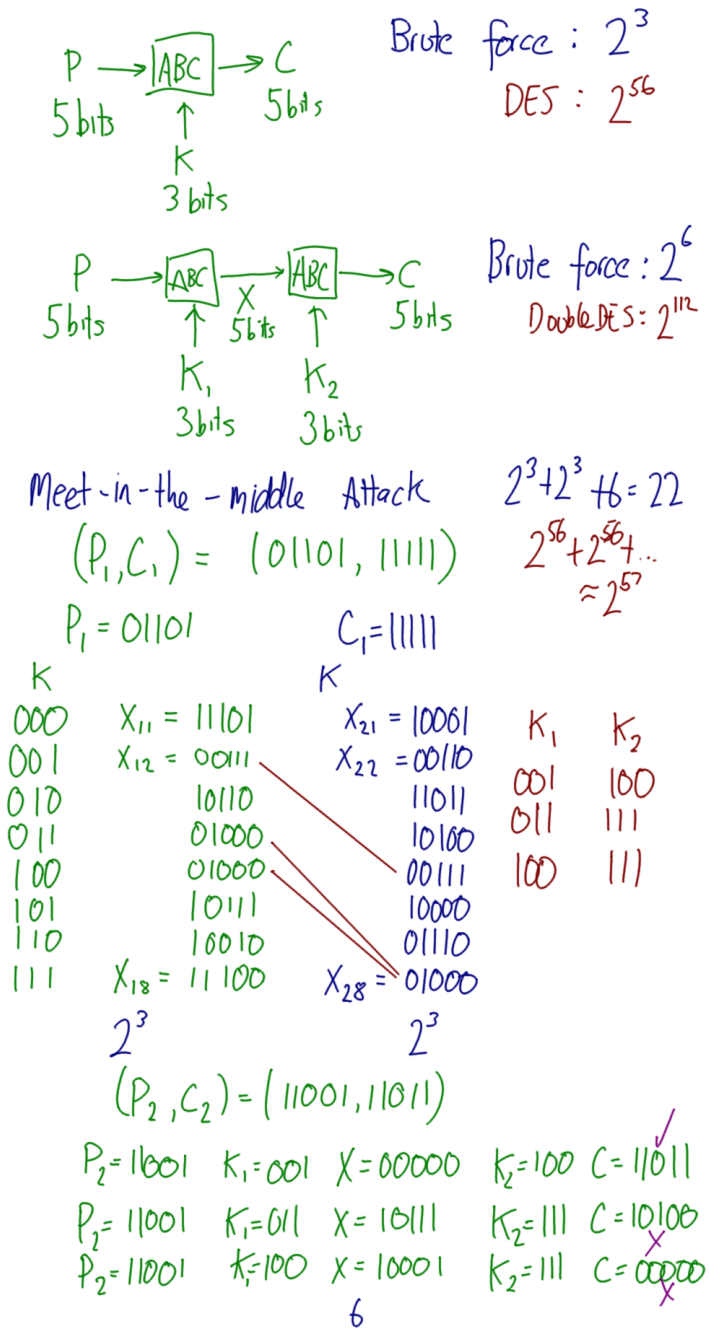 Brute force : 2^3
P → ABC → C
DES : 2^56
5 bits 5 bits
K
3 bits
P → ABC → ABC → C
Brute force : 2^6
X
5 bits 5 bits 5 bits
Double DES : 2^112
K1 K2
3 bits 3 bits
Meet-in-the-middle Attack 2^3+2^3+6=22
(P1,C1) = (01101, 11111) 2^56+2^56+...
≈2^57
P1 = 01101 C1=11111
K K
000 X11 = 11101 X21 = 10001 K1 K2
001 X12 = 00111 X22 = 00110 001 100
010 10110 11011 011 111
011 01000 10100
100 01000 00111 100 111
101 10111 10000
110 10010 01110
111 X18 = 11100 X28 = 01000
2^3 2^3
(P2,C2) = (11001,11011)
P2=11001 K1=001 X=00000 K2=100 C=11011 ✓
P2=11001 K1=011 X=10111 K2=111 C=10100 x
P2=11001 K1=100 X=10001 K2=111 C=00000 x
6